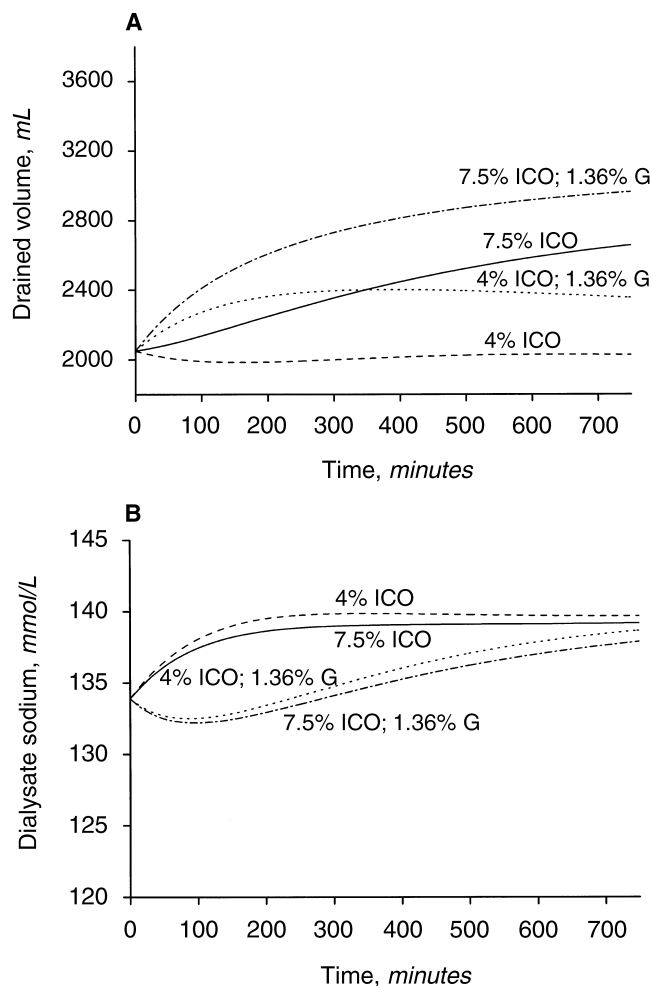 A
Drained volume, mL
3600
3200
2800
2400
2000
7.5% ICO; 1.36% G
7.5% ICO
4% ICO; 1.36% G
4% ICO
0 100 200 300 400 500 600 700
Time, minutes
B
Dialysate sodium, mmol/L
145
140
135
130
125
120
4% ICO
7.5% ICO
4% ICO; 1.36% G
7.5% ICO; 1.36% G
0 100 200 300 400 500 600 700
Time, minutes